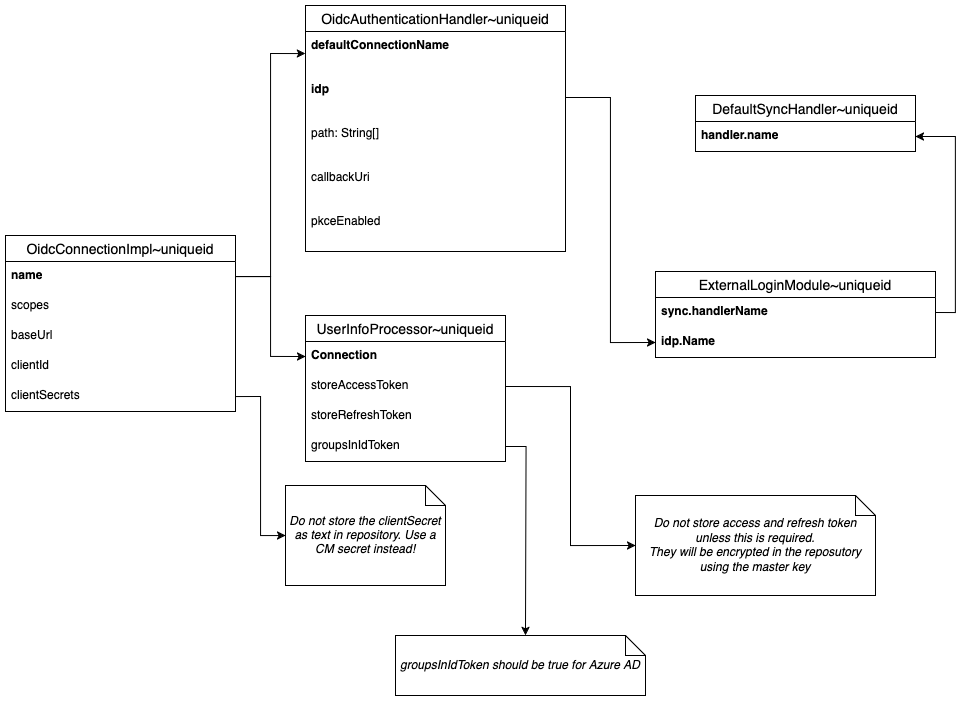 OidcAuthenticationHandler~uniqueid
defaultConnectionName
idp
path: String[]
callbackUri
pkceEnabled
DefaultSyncHandler~uniqueid
handler.name
OidcConnectionImpl~uniqueid
name
scopes
baseUrl
clientId
clientSecrets
ExternalLoginModule~uniqueid
sync.handlerName
idp.Name
UserInfoProcessor~uniqueid
Connection
storeAccessToken
storeRefreshToken
groupsInIdToken
Do not store the clientSecret
as text in repository. Use a
CM secret instead!
Do not store access and refresh token
unless this is required.
They will be encrypted in the reposutory
using the master key
groupsInIdToken should be true for Azure AD